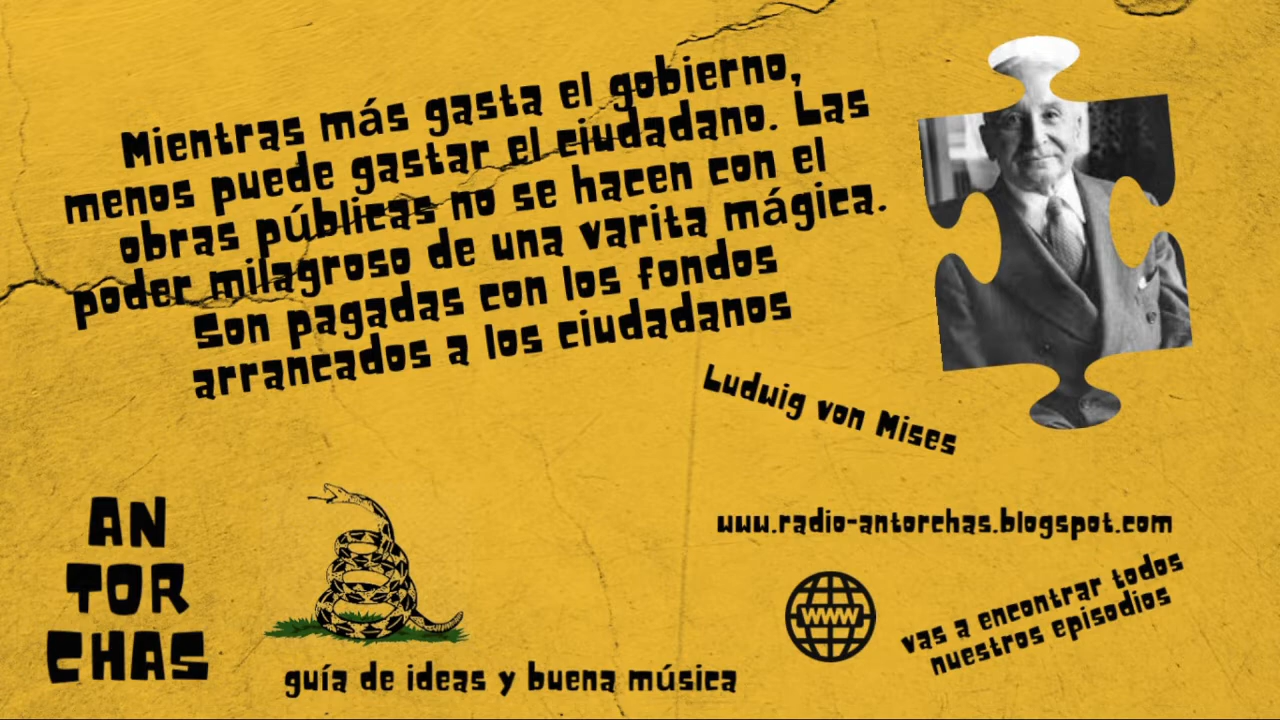 Mientras más gasta el gobierno,
menos puede gastar el ciudadano. Las
obras públicas no se hacen con el
poder milagroso de una varita mágica.
Son pagadas con los fondos
arrancados a los ciudadanos
Ludwig von Mises
AN
TOR
CHAS
guía de ideas y buena música
www.radio-antorchas.blogspot.com
WWW
vas a encontrar todos
nuestros episodios